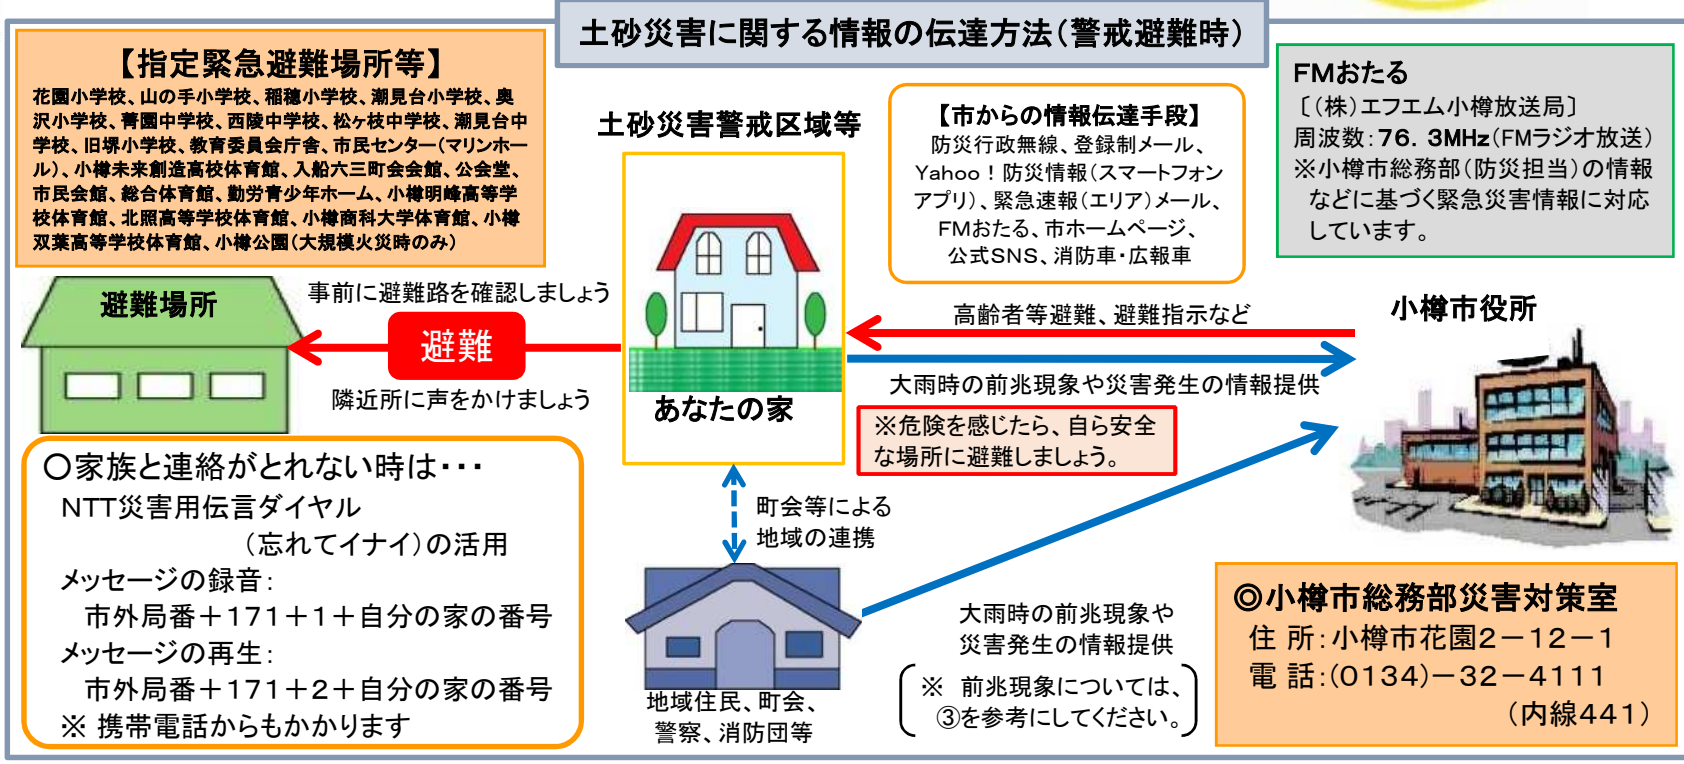 土砂災害に関する情報の伝達方法（警戒避難時）
【指定緊急避難場所等】
花園小学校、山の手小学校、稲穂小学校、潮見台小学校、奥
沢小学校、菁園中学校、西陵中学校、松ヶ枝中学校、潮見台中
学校、旧堺小学校、教育委員会庁舎、市民センター（マリンホー
ル）、小樽未来創造高校体育館、入船六三町会会館、公会堂、
市民会館、総合体育館、勤労青少年ホーム、小樽明峰高等学
校体育館、北照高等学校体育館、小樽商科大学体育館、小樽
双葉高等学校体育館、小樽公園（大規模火災時のみ）
土砂災害警戒区域等
【市からの情報伝達手段】
防災行政無線、登録制メール、
Yahoo！防災情報（スマートフォン
アプリ）、緊急速報（エリア）メール、
FMおたる、市ホームページ、
公式SNS、消防車・広報車
FMおたる
［（株）エフエム小樽放送局］
周波数：76．3MHz（FMラジオ放送）
※小樽市総務部（防災担当）の情報
などに基づく緊急災害情報に対応
しています。
避難場所
事前に避難路を確認しましょう
避難
隣近所に声をかけましょう
あなたの家
高齢者等避難、避難指示など
大雨時の前兆現象や災害発生の情報提供
※危険を感じたら、自ら安全
な場所に避難しましょう。
小樽市役所
〇家族と連絡がとれない時は・・・
NTT災害用伝言ダイヤル
（忘れてイナイ）の活用
メッセージの録音：
市外局番＋171＋1＋自分の家の番号
メッセージの再生：
市外局番＋171＋2＋自分の家の番号
※ 携帯電話からもかかります
町会等による
地域の連携
地域住民、町会、
警察、消防団等
大雨時の前兆現象や
災害発生の情報提供
※ 前兆現象については、
③を参考にしてください。
◎小樽市総務部災害対策室
住 所：小樽市花園2－12－1
電 話：(0134)－32－4111
（内線441）